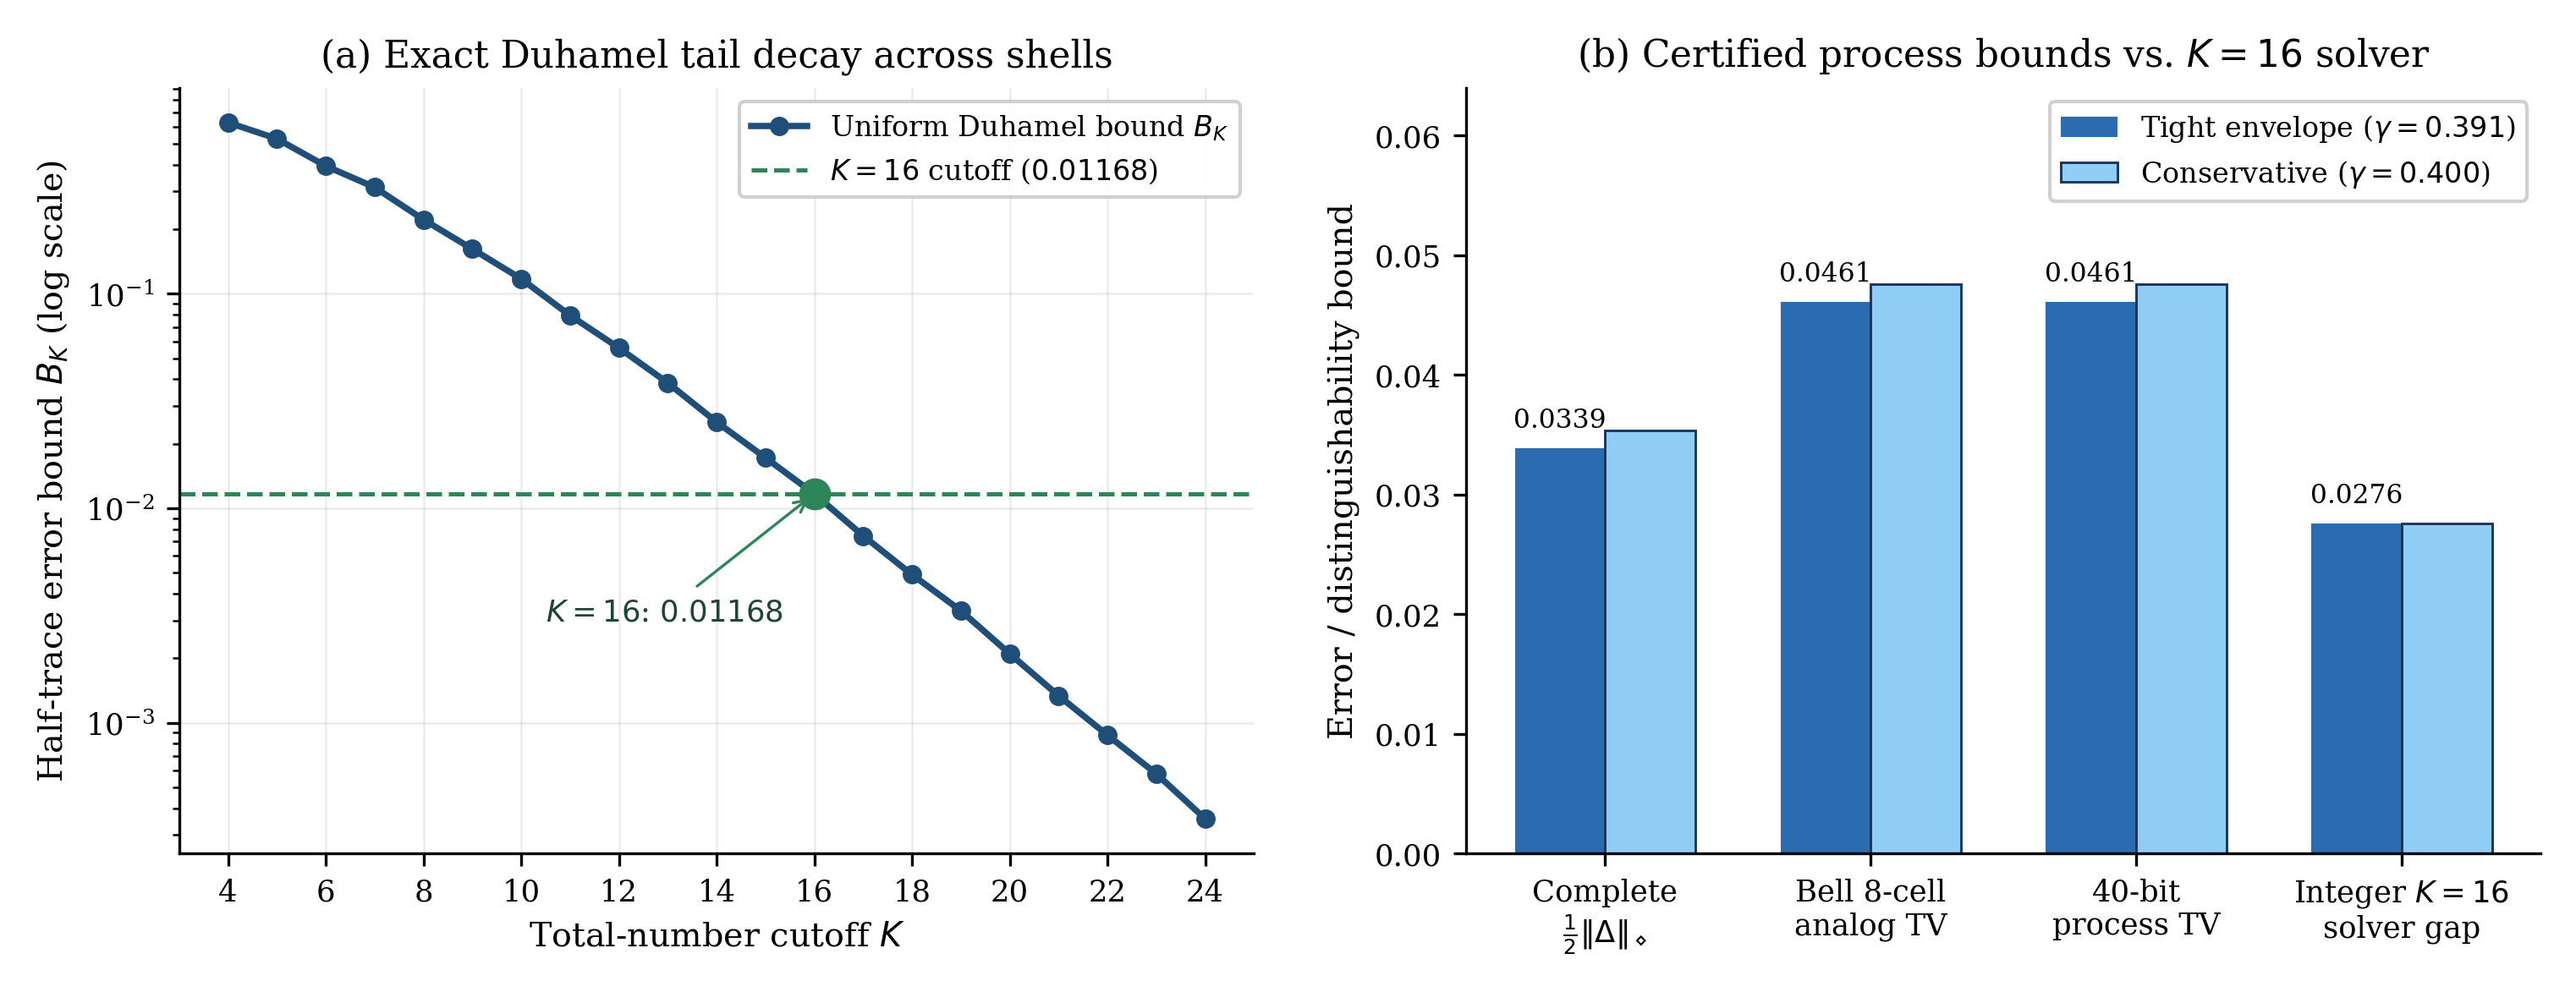 (a) Exact Duhamel tail decay across shells
Half-trace error bound B_K (log scale)
10⁻¹
10⁻²
10⁻³
Uniform Duhamel bound B_K
K = 16 cutoff (0.01168)
K = 16: 0.01168
4 6 8 10 12 14 16 18 20 22 24
Total-number cutoff K
(b) Certified process bounds vs. K = 16 solver
Error / distinguishability bound
0.06
0.05
0.04
0.03
0.02
0.01
0.00
Tight envelope (γ = 0.391)
Conservative (γ = 0.400)
0.0339
0.0461
0.0461
0.0276
Complete
½‖Δ‖⋄
Bell 8-cell
analog TV
40-bit
process TV
Integer K = 16
solver gap